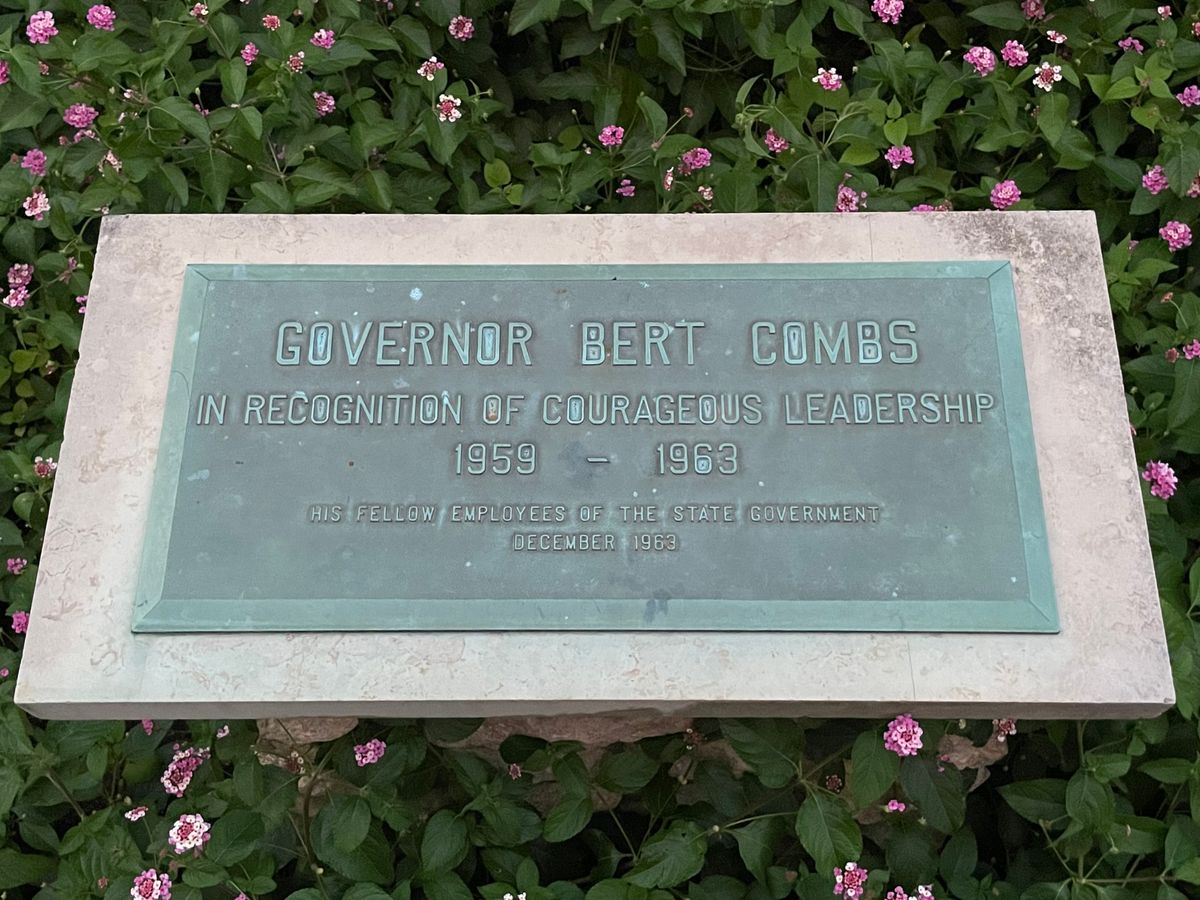 GOVERNOR BERT COMBS
IN RECOGNITION OF COURAGEOUS LEADERSHIP
1959 – 1963
HIS FELLOW EMPLOYEES OF THE STATE GOVERNMENT
DECEMBER 1963